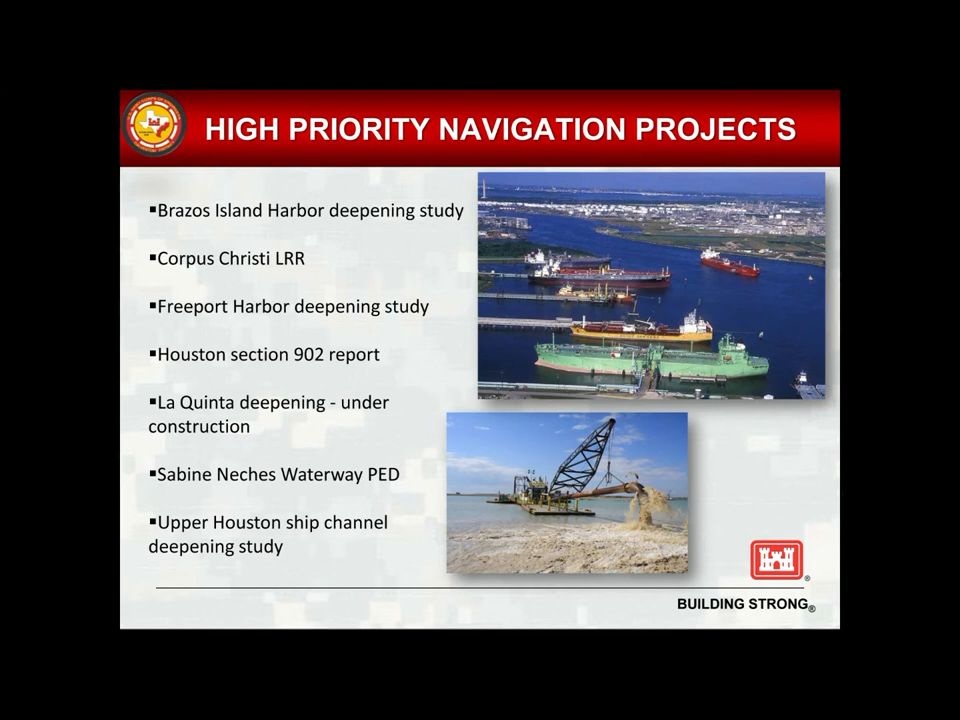 HIGH PRIORITY NAVIGATION PROJECTS
▪Brazos Island Harbor deepening study
▪Corpus Christi LRR
▪Freeport Harbor deepening study
▪Houston section 902 report
▪La Quinta deepening - under
construction
▪Sabine Neches Waterway PED
▪Upper Houston ship channel
deepening study
®
BUILDING STRONG®